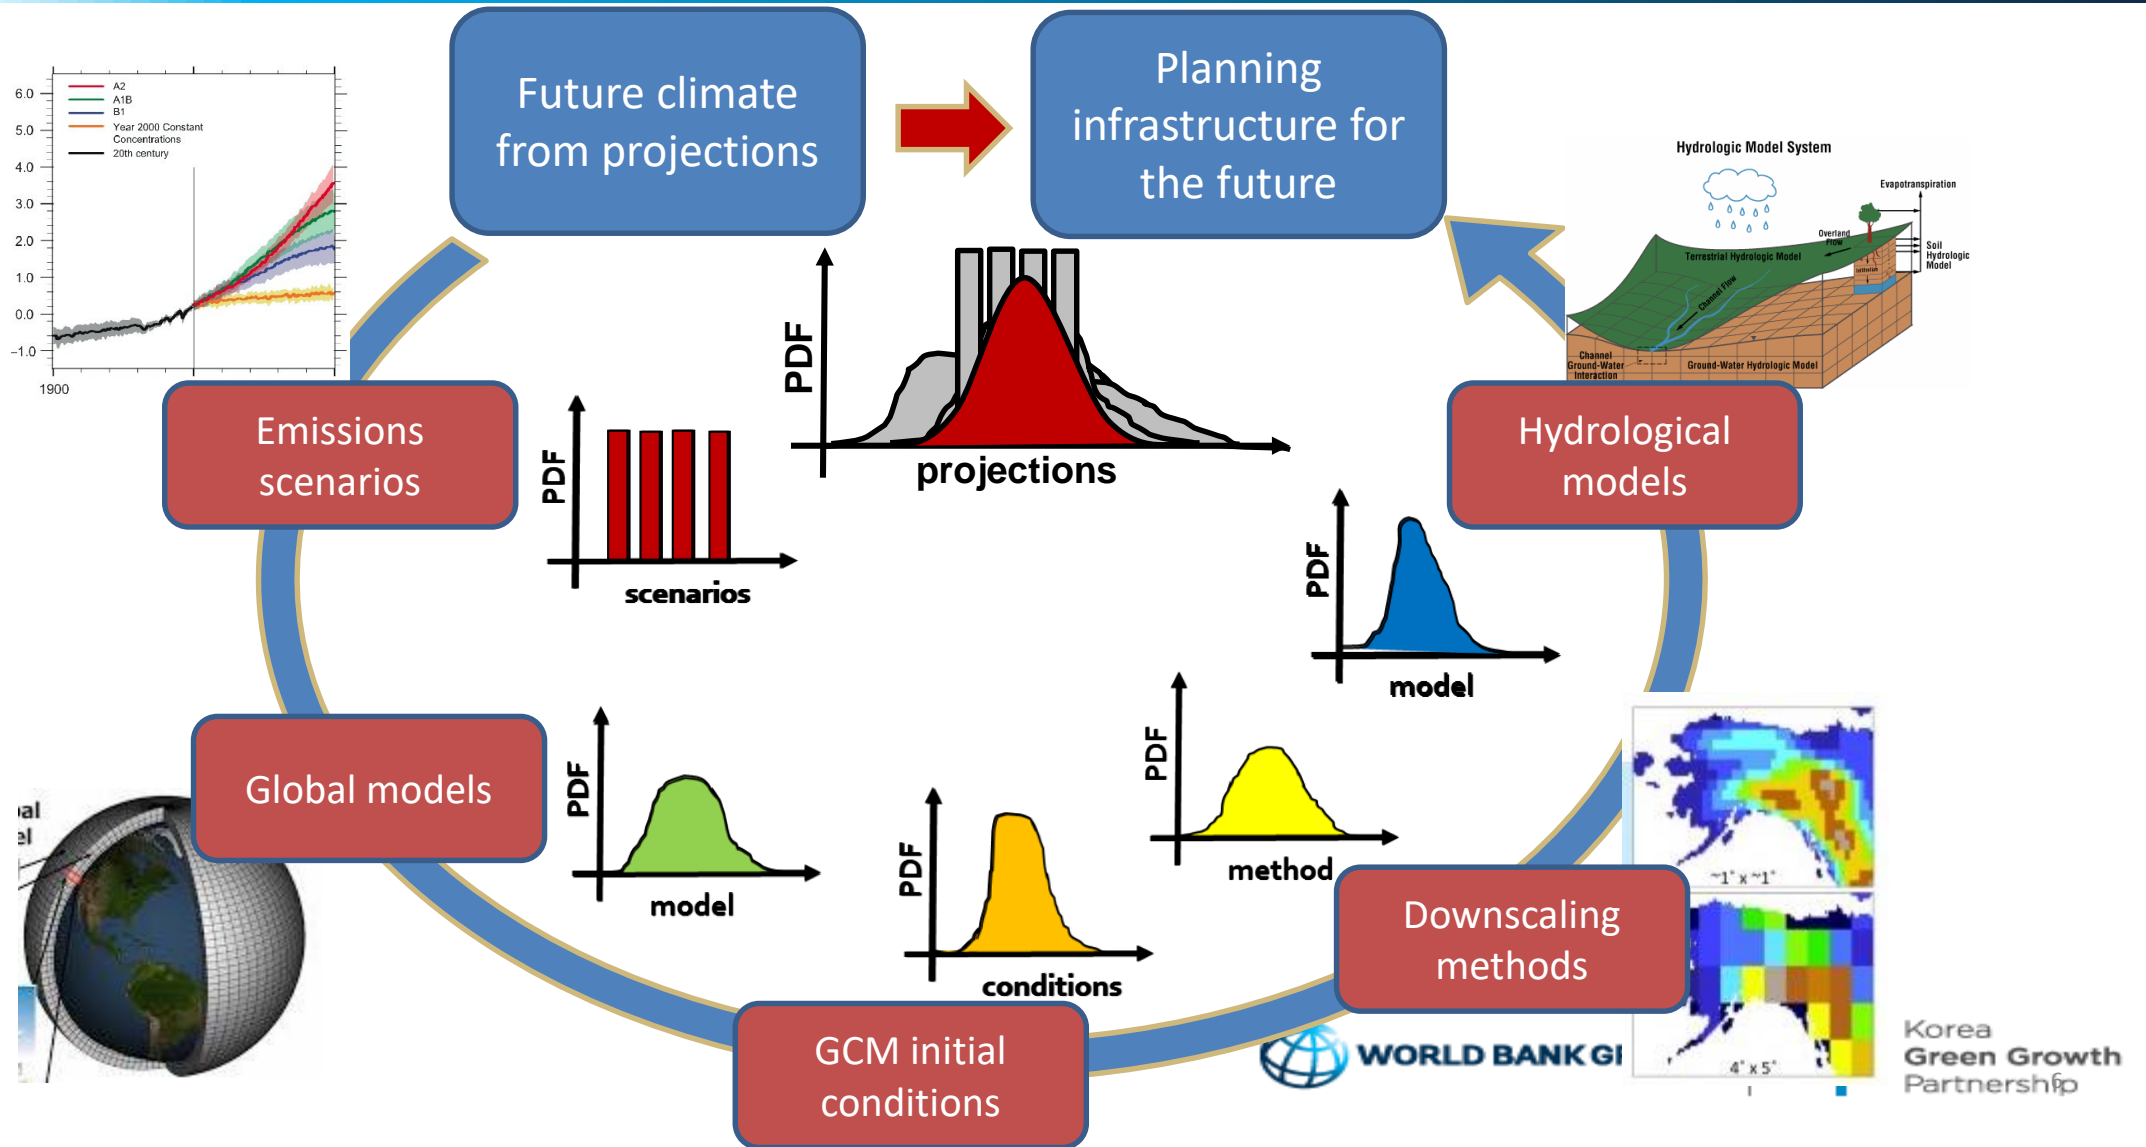 Future climate
from projections
Planning
infrastructure for
the future
6.0
5.0
4.0
3.0
2.0
1.0
0.0
−1.0
1900
A2
A1B
B1
Year 2000 Constant
Concentrations
20th century
Hydrologic Model System
Evapotranspiration
Overland
Flow
Soil
Hydrologic
Model
Terrestrial Hydrologic Model
Channel Flow
Channel
Ground-Water
Interaction
Ground-Water Hydrologic Model
PDF
projections
Emissions
scenarios
PDF
scenarios
Hydrological
models
PDF
model
Global models
PDF
model
PDF
conditions
PDF
method
~1° x ~1°
Downscaling
methods
4° x 5°
GCM initial
conditions
WORLD BANK
Korea
Green Growth
Partnership
6